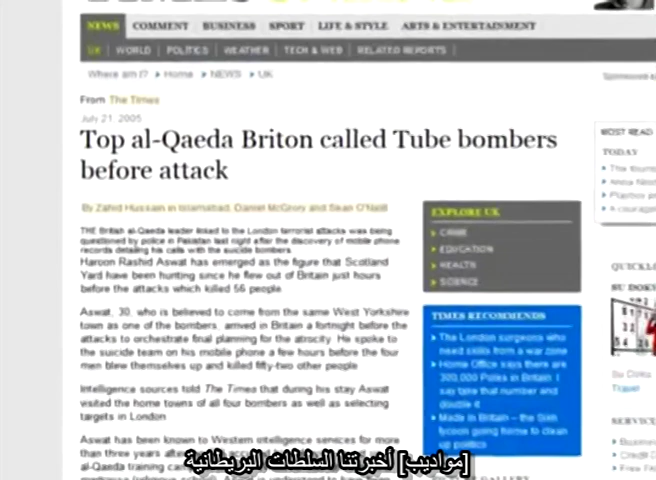 NEWS COMMENT BUSINESS SPORT LIFE & STYLE ARTS & ENTERTAINMENT
UK WORLD POLITICS WEATHER TECH & WEB RELATED REPORTS
Where am I? Home NEWS UK
From The Times
July 21, 2005
Top al-Qaeda Briton called Tube bombers
before attack
By Zahid Hussain in Islamabad, Daniel McGrory and Sean O'Neill
THE British al-Qaeda leader linked to the London terrorist attacks was being
questioned by police in Pakistan last night after the discovery of mobile phone
records detailing his calls with the suicide bombers.
Haroon Rashid Aswat has emerged as the figure that Scotland
Yard have been hunting since he flew out of Britain just hours
before the attacks which killed 56 people.
Aswat, 30, who is believed to come from the same West Yorkshire
town as one of the bombers, arrived in Britain a fortnight before the
attacks to orchestrate final planning for the atrocity. He spoke to
the suicide team on his mobile phone a few hours before the four
men blew themselves up and killed fifty-two other people.
Intelligence sources told The Times that during his stay Aswat
visited the home towns of all four bombers as well as selecting
targets in London.
Aswat has been known to Western intelligence services for more
than three years after
al-Qaeda training
EXPLORE UK
CRIME
EDUCATION
HEALTH
SCIENCE
TIMES RECOMMENDS
The London surgeons who
need skills from a war zone
Home Office says there are
300,000 Poles in Britain. I
say take that number and
double it
Made in Britain – the Sikh
tycoon going home to clean
up politics
MOST READ
TODAY
QUICKLI
SU DOKU
Su Doku
Travel
SERVICE
[مواديب] أخبرتنا السلطات البريطانية